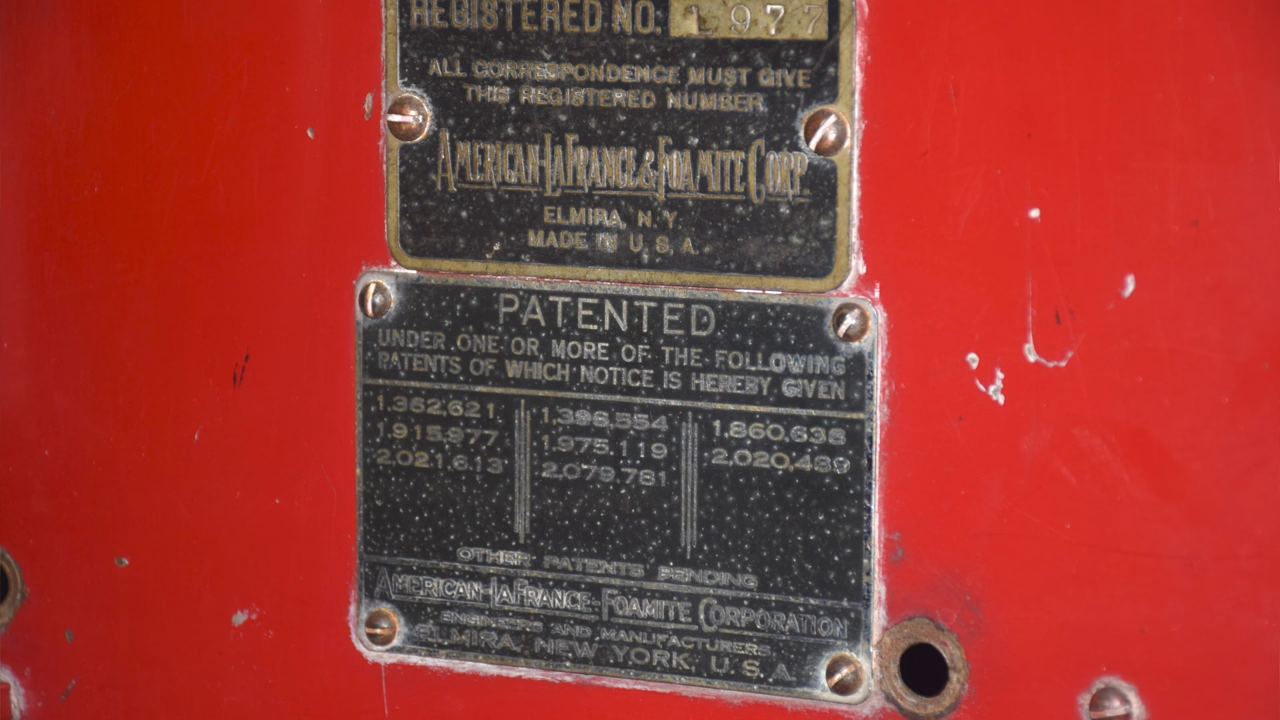 REGISTERED NO. L 977
ALL CORRESPONDENCE MUST GIVE
THIS REGISTERED NUMBER
AMERICAN-LAFRANCE & FOAMITE CORP.
ELMIRA, N.Y.
MADE IN U.S.A.
PATENTED
UNDER ONE OR MORE OF THE FOLLOWING
PATENTS OF WHICH NOTICE IS HEREBY GIVEN
1,362,621 1,396,554 1,860,638
1,915,977 1,975,119 2,020,439
2,021,613 2,079,781
OTHER PATENTS PENDING
AMERICAN-LAFRANCE-FOAMITE CORPORATION
ENGINEERS AND MANUFACTURERS
ELMIRA, NEW YORK, U.S.A.